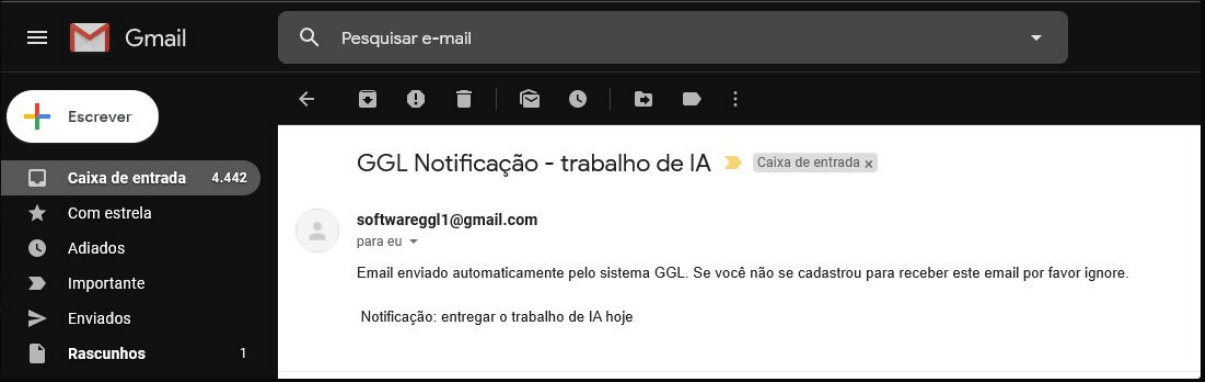 Gmail
Pesquisar e-mail
Escrever
Caixa de entrada 4.442
Com estrela
Adiados
Importante
Enviados
Rascunhos 1
GGL Notificação - trabalho de IA Caixa de entrada x
softwareggl1@gmail.com
para eu
Email enviado automaticamente pelo sistema GGL. Se você não se cadastrou para receber este email por favor ignore.
Notificação: entregar o trabalho de IA hoje